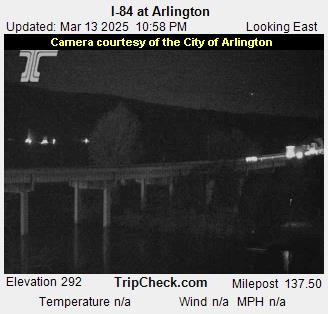 I-84 at Arlington
Updated: Mar 13 2025 10:58 PM Looking East
Camera courtesy of the City of Arlington
Elevation 292 TripCheck.com Milepost 137.50
Temperature n/a Wind n/a MPH n/a